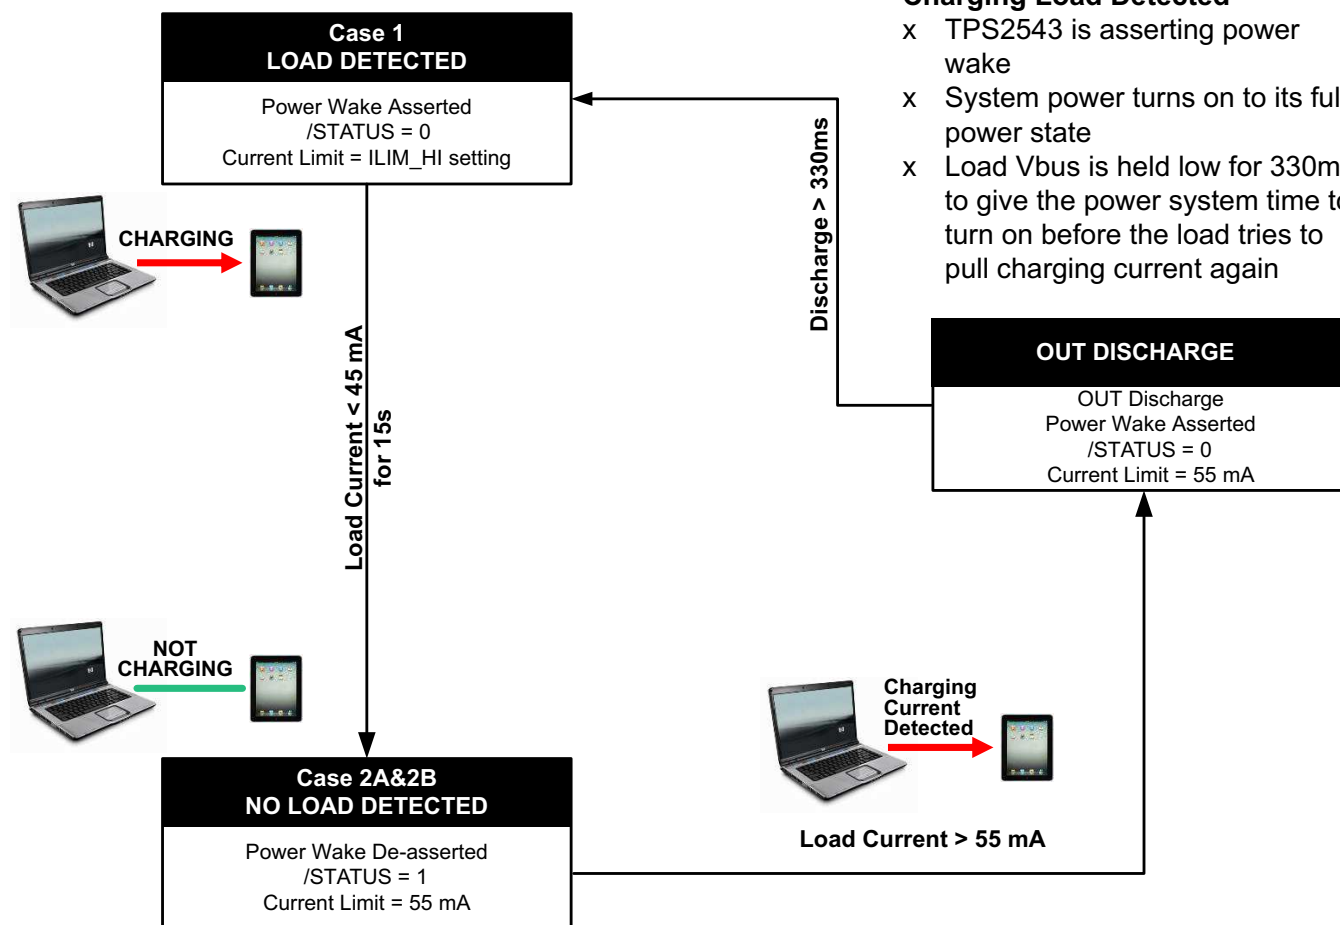 Charging Load Detected
x TPS2543 is asserting power
wake
x System power turns on to its ful
power state
x Load Vbus is held low for 330m
to give the power system time to
turn on before the load tries to
pull charging current again
Case 1
LOAD DETECTED
Power Wake Asserted
/STATUS = 0
Current Limit = ILIM_HI setting
CHARGING
Discharge > 330ms
Load Current < 45 mA
for 15s
OUT DISCHARGE
OUT Discharge
Power Wake Asserted
/STATUS = 0
Current Limit = 55 mA
NOT
CHARGING
Charging
Current
Detected
Load Current > 55 mA
Case 2A&2B
NO LOAD DETECTED
Power Wake De-asserted
/STATUS = 1
Current Limit = 55 mA